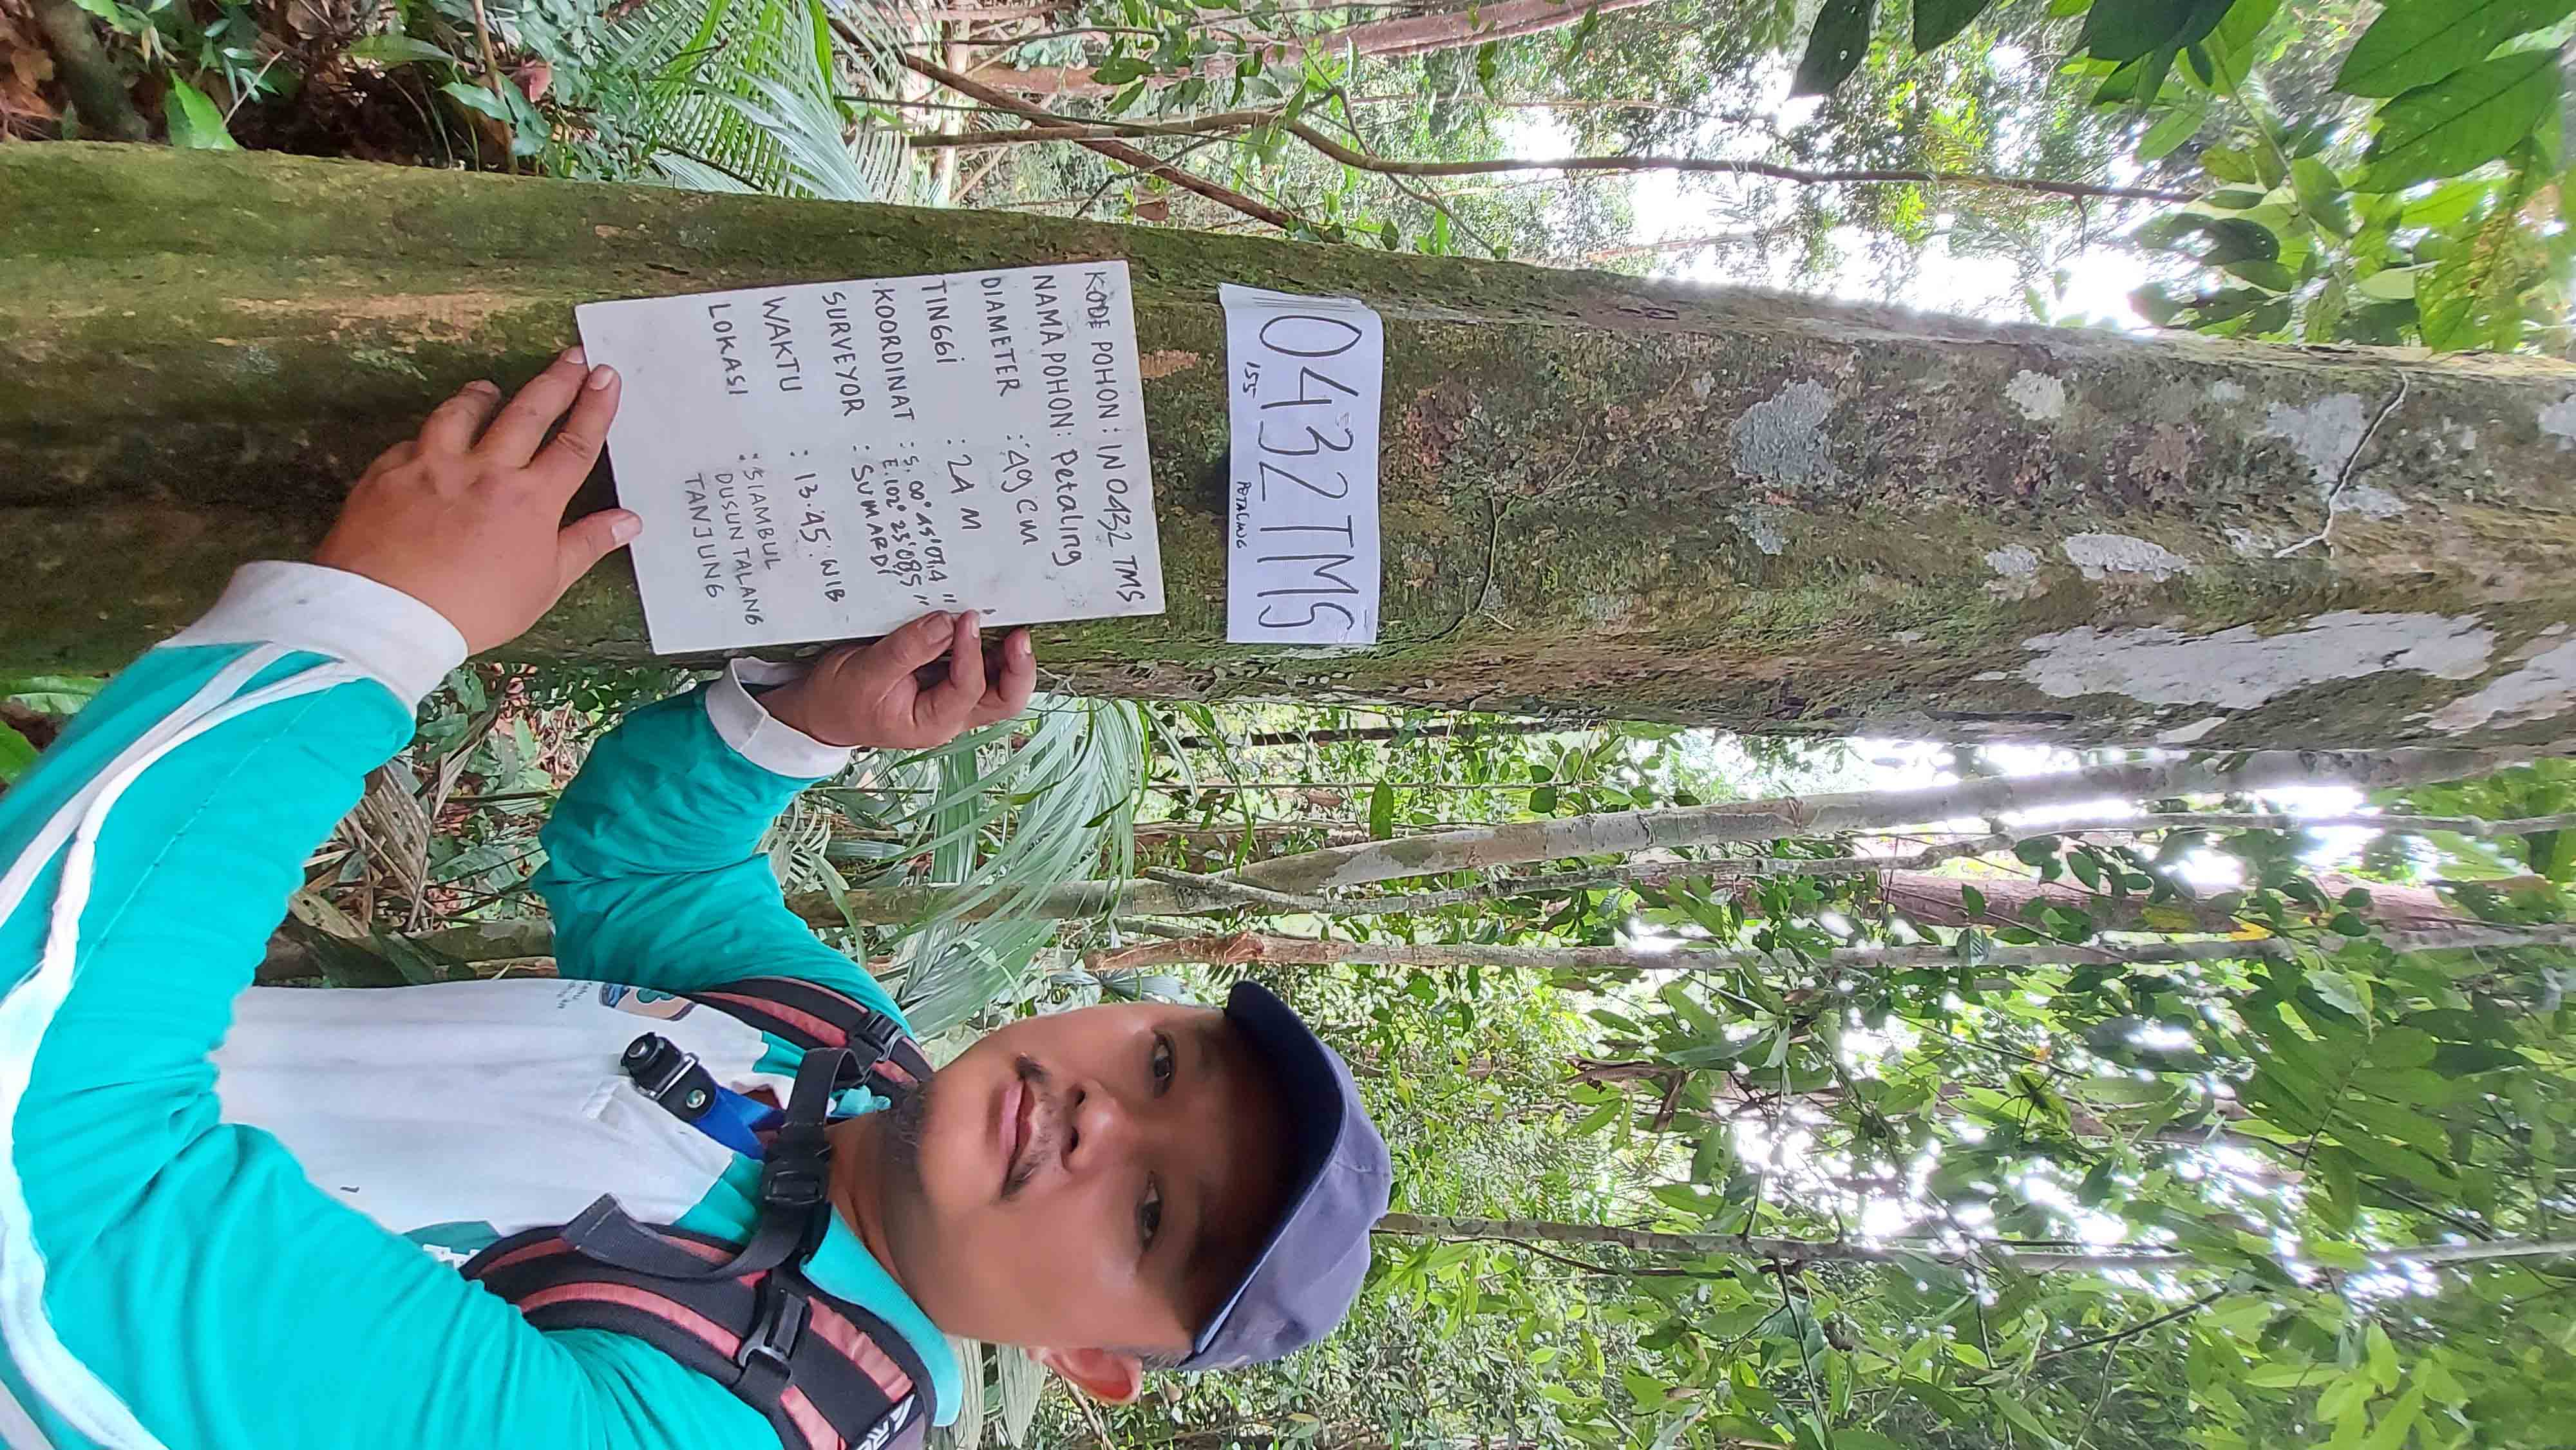 0432 TMS
155 PETALING
KODE POHON : IN 0432 TMS
NAMA POHON : Petaling
DIAMETER : 49 cm
TINGGI : 24 M
KOORDINAT : S. 00° 45' 07.4"
E. 102° 23' 08.5"
SURVEYOR : SUMARDI
WAKTU : 13.45. WIB
LOKASI : SIAMBUL
DUSUN TALANG
TANJUNG